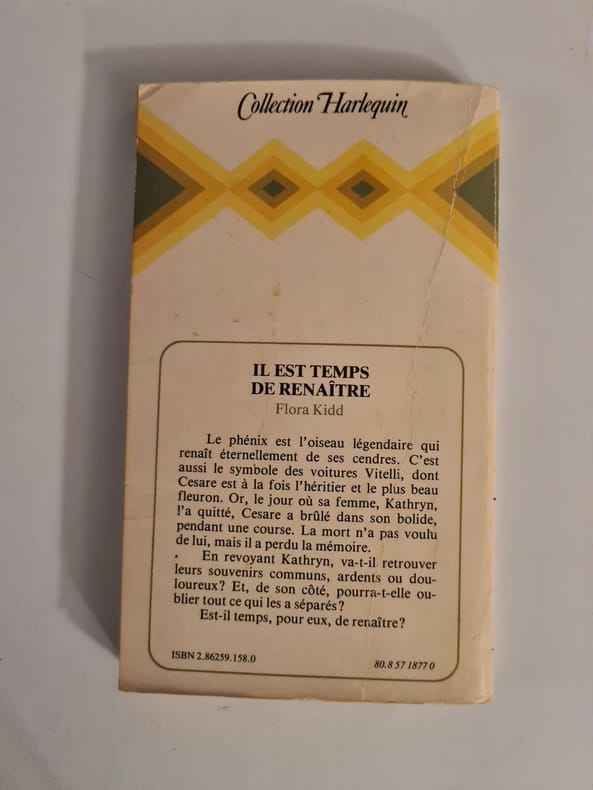 Collection Harlequin
IL EST TEMPS
DE RENAÎTRE
Flora Kidd
Le phénix est l'oiseau légendaire qui
renaît éternellement de ses cendres. C'est
aussi le symbole des voitures Vitelli, dont
Cesare est à la fois l'héritier et le plus beau
fleuron. Or, le jour où sa femme, Kathryn,
l'a quitté, Cesare a brûlé dans son bolide,
pendant une course. La mort n'a pas voulu
de lui, mais il a perdu la mémoire.
En revoyant Kathryn, va-t-il retrouver
leurs souvenirs communs, ardents ou dou-
loureux? Et, de son côté, pourra-t-elle ou-
blier tout ce qui les a séparés?
Est-il temps, pour eux, de renaître?
ISBN 2.86259.158.0
80.8 57 1877 0